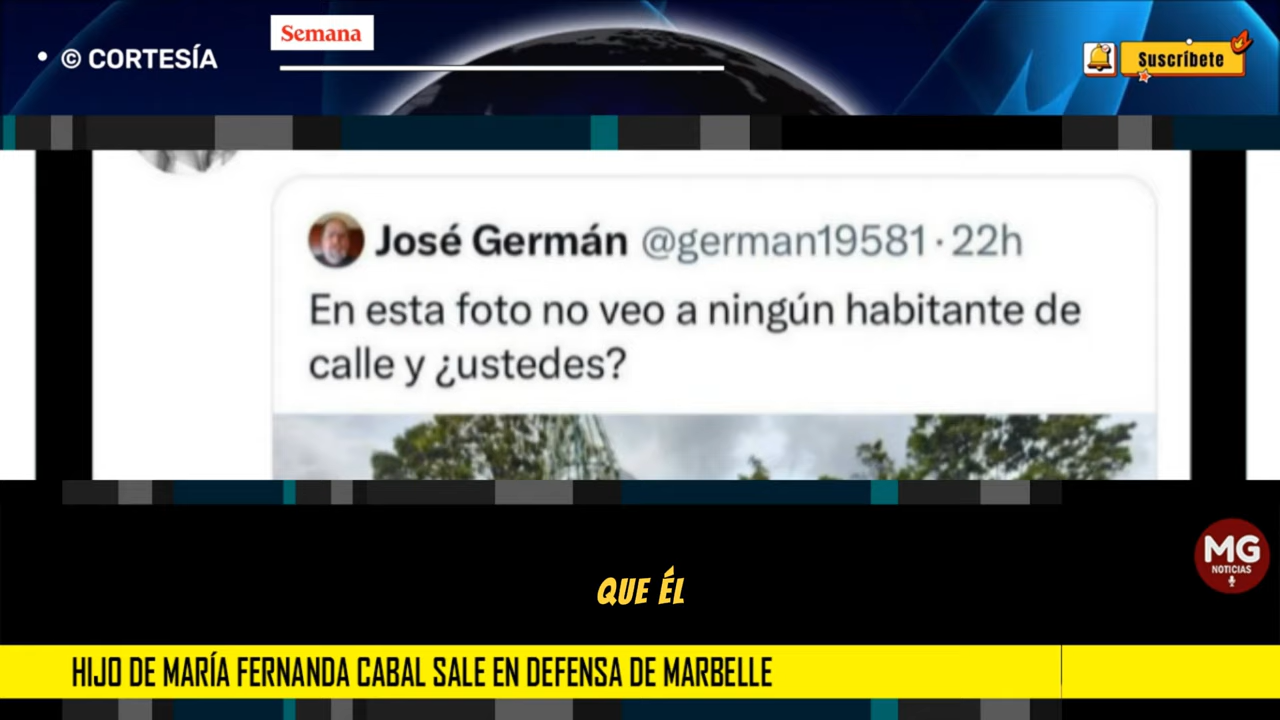 • © CORTESÍA
Semana
Suscríbete
José Germán @german19581 · 22h
En esta foto no veo a ningún habitante de
calle y ¿ustedes?
MG
NOTICIAS
QUE ÉL
HIJO DE MARÍA FERNANDA CABAL SALE EN DEFENSA DE MARBELLE